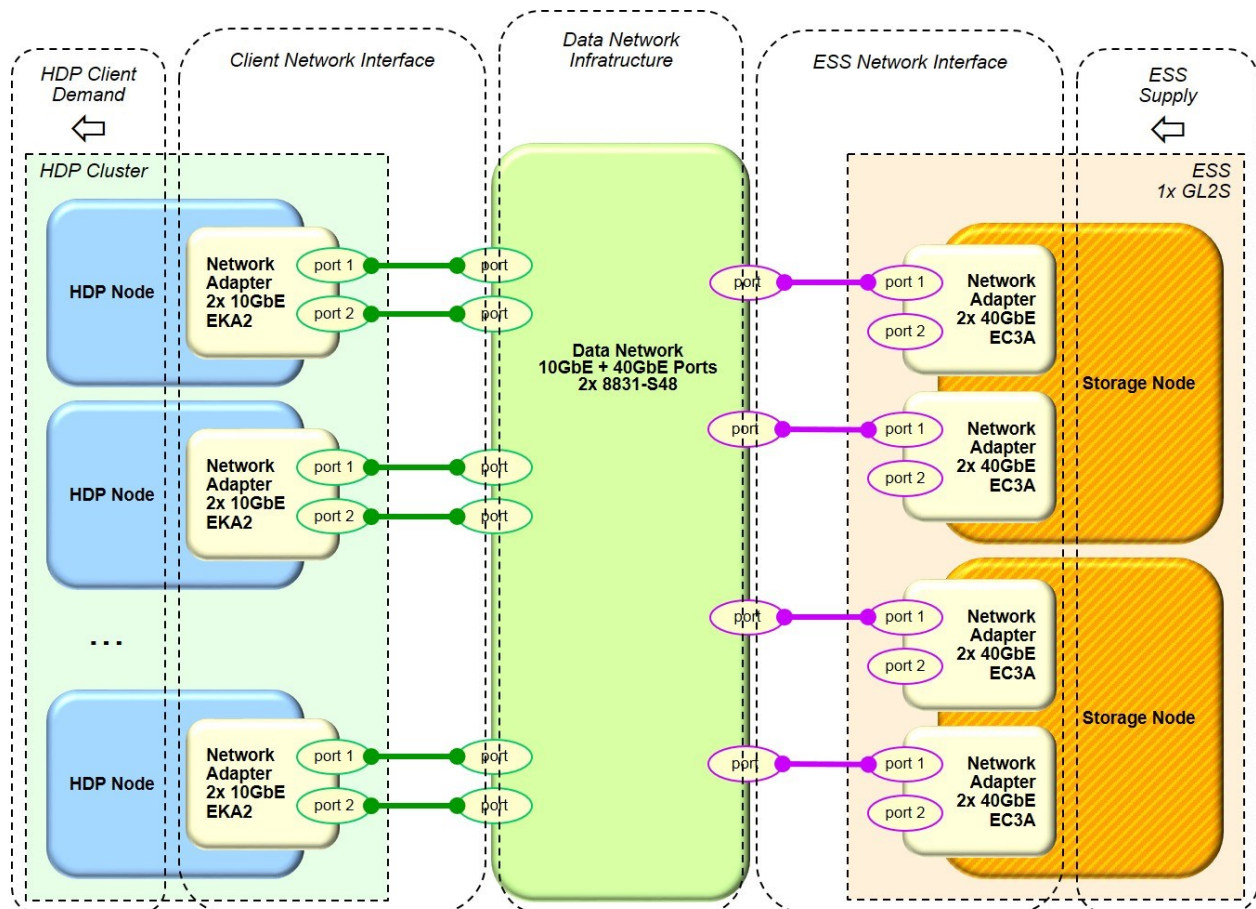 HDP Client
Demand
Client Network Interface
Data Network
Infratructure
ESS Network Interface
ESS
Supply
HDP Cluster
HDP Node
Network
Adapter
2x 10GbE
EKA2
port 1
port 2
port
port
HDP Node
Network
Adapter
2x 10GbE
EKA2
port 1
port 2
port
port
...
HDP Node
Network
Adapter
2x 10GbE
EKA2
port 1
port 2
port
port
Data Network
10GbE + 40GbE Ports
2x 8831-S48
port
port
port
port
ESS
1x GL2S
port 1
port 2
Network
Adapter
2x 40GbE
EC3A
port 1
port 2
Network
Adapter
2x 40GbE
EC3A
Storage Node
port 1
port 2
Network
Adapter
2x 40GbE
EC3A
port 1
port 2
Network
Adapter
2x 40GbE
EC3A
Storage Node